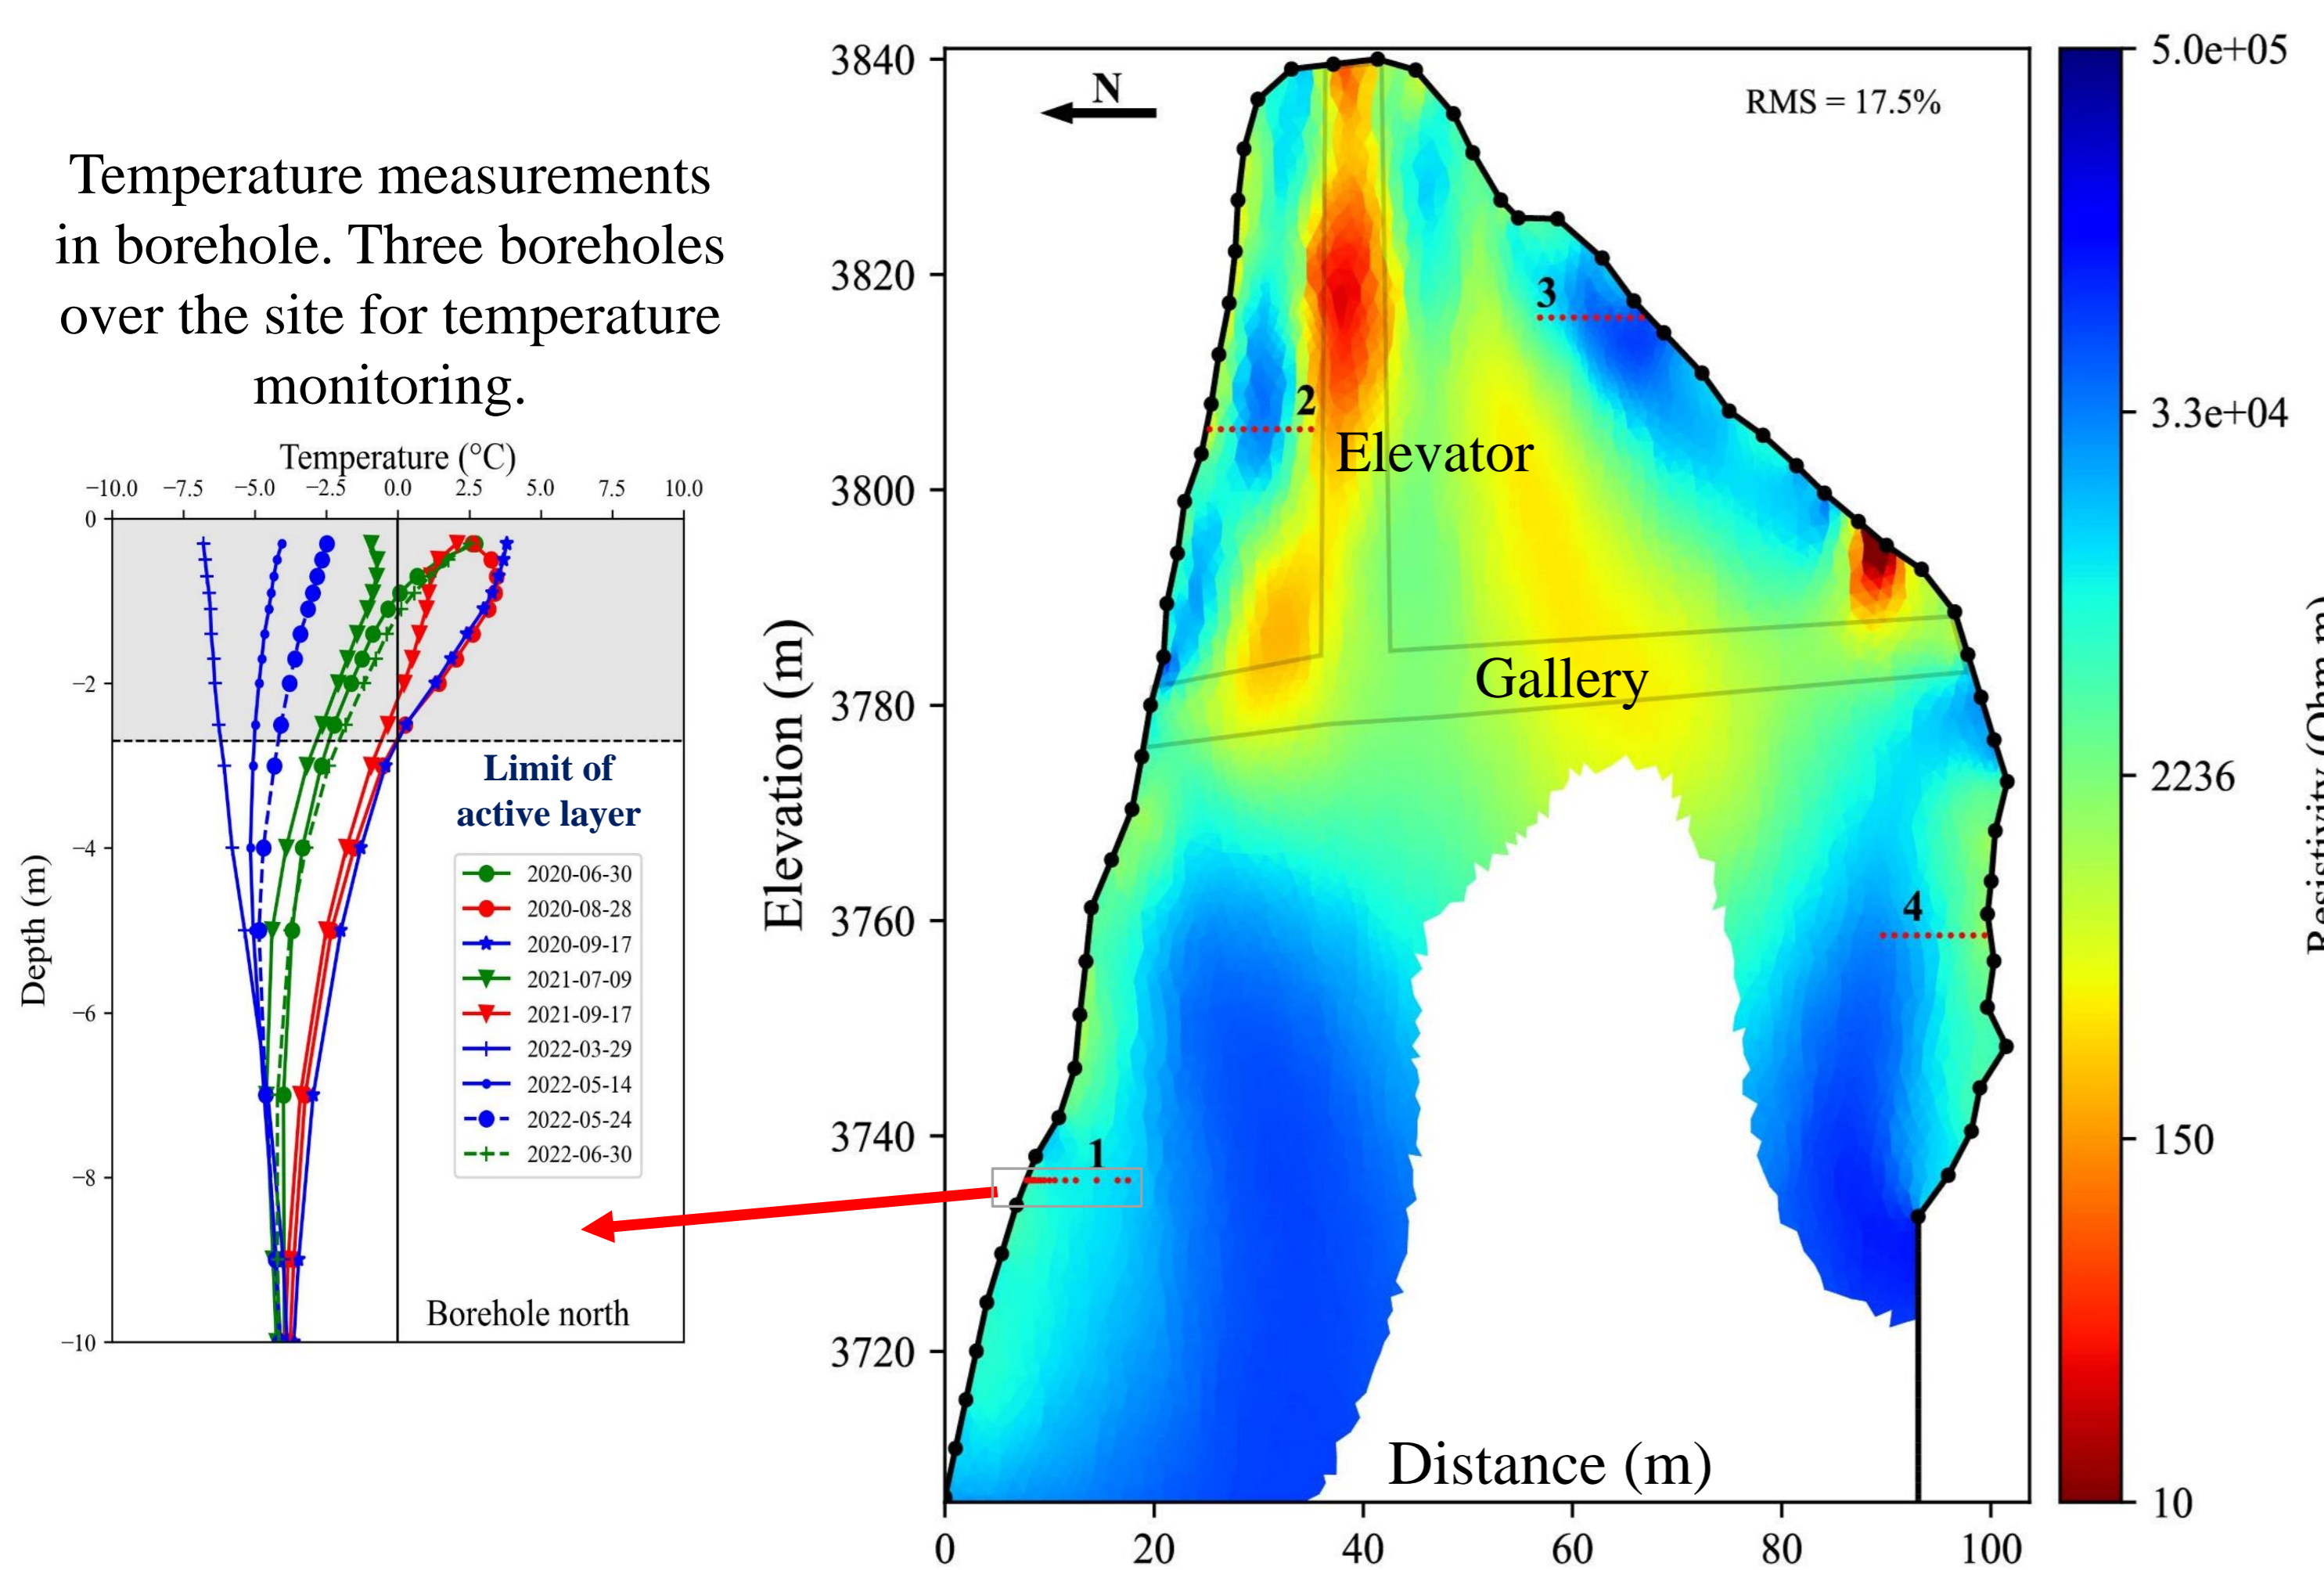 Temperature measurements
in borehole. Three boreholes
over the site for temperature
monitoring.
Temperature (°C)
−10.0 −7.5 −5.0 −2.5 0.0 2.5 5.0 7.5 10.0
0
−2
−4
−6
−8
−10
Depth (m)
Limit of
active layer
2020-06-30
2020-08-28
2020-09-17
2021-07-09
2021-09-17
2022-03-29
2022-05-14
2022-05-24
2022-06-30
Borehole north
Elevation (m)
3840
3820
3800
3780
3760
3740
3720
N
RMS = 17.5%
3
2
Elevator
Gallery
4
1
Distance (m)
0 20 40 60 80 100
5.0e+05
3.3e+04
2236
150
10
Resistivity (Ohm.m)